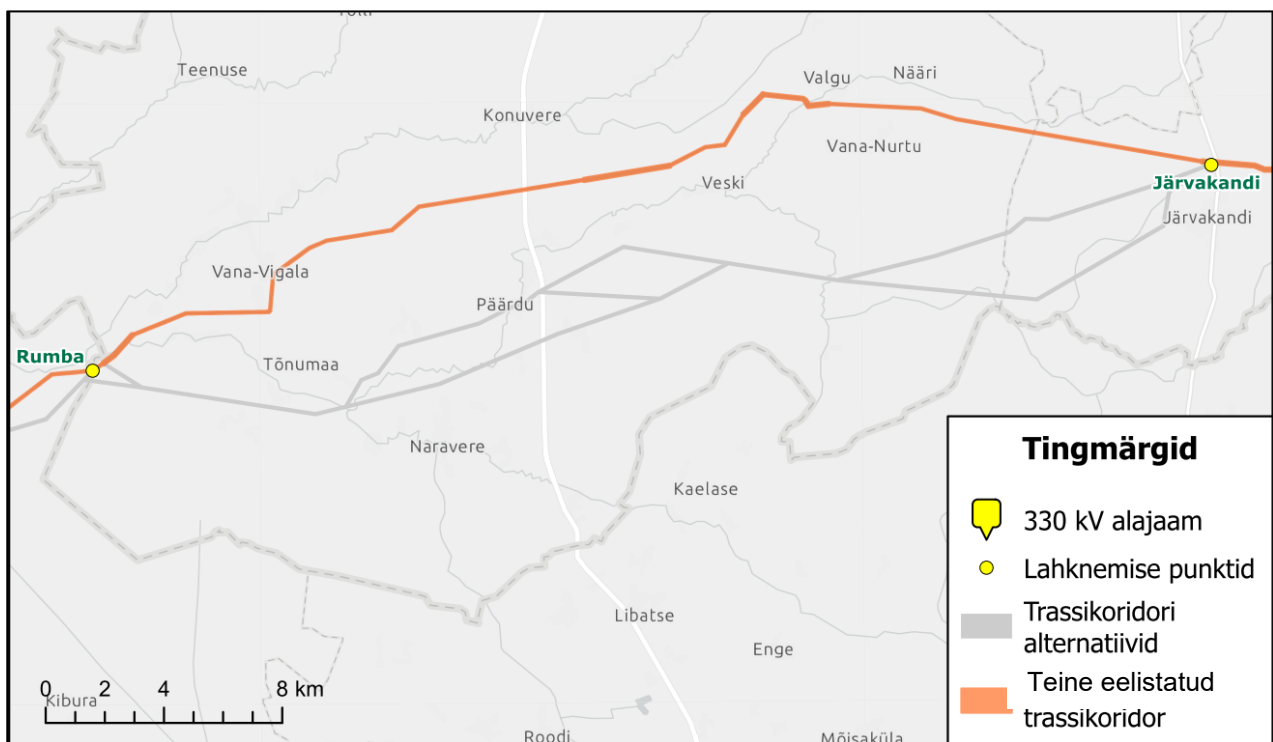 Teenuse
Valgu
Nääri
Konuvere
Vana-Nurtu
Veski
Järvakandi
Järvakandi
Vana-Vigala
Päärdu
Rumba
Tõnumaa
Naravere
Kaelase
Libatse
Enge
Kibura
Roodi
Mõisaküla
0 2 4 8 km
Tingmärgid
330 kV alajaam
Lahknemise punktid
Trassikoridori
alternatiivid
Teine eelistatud
trassikoridor